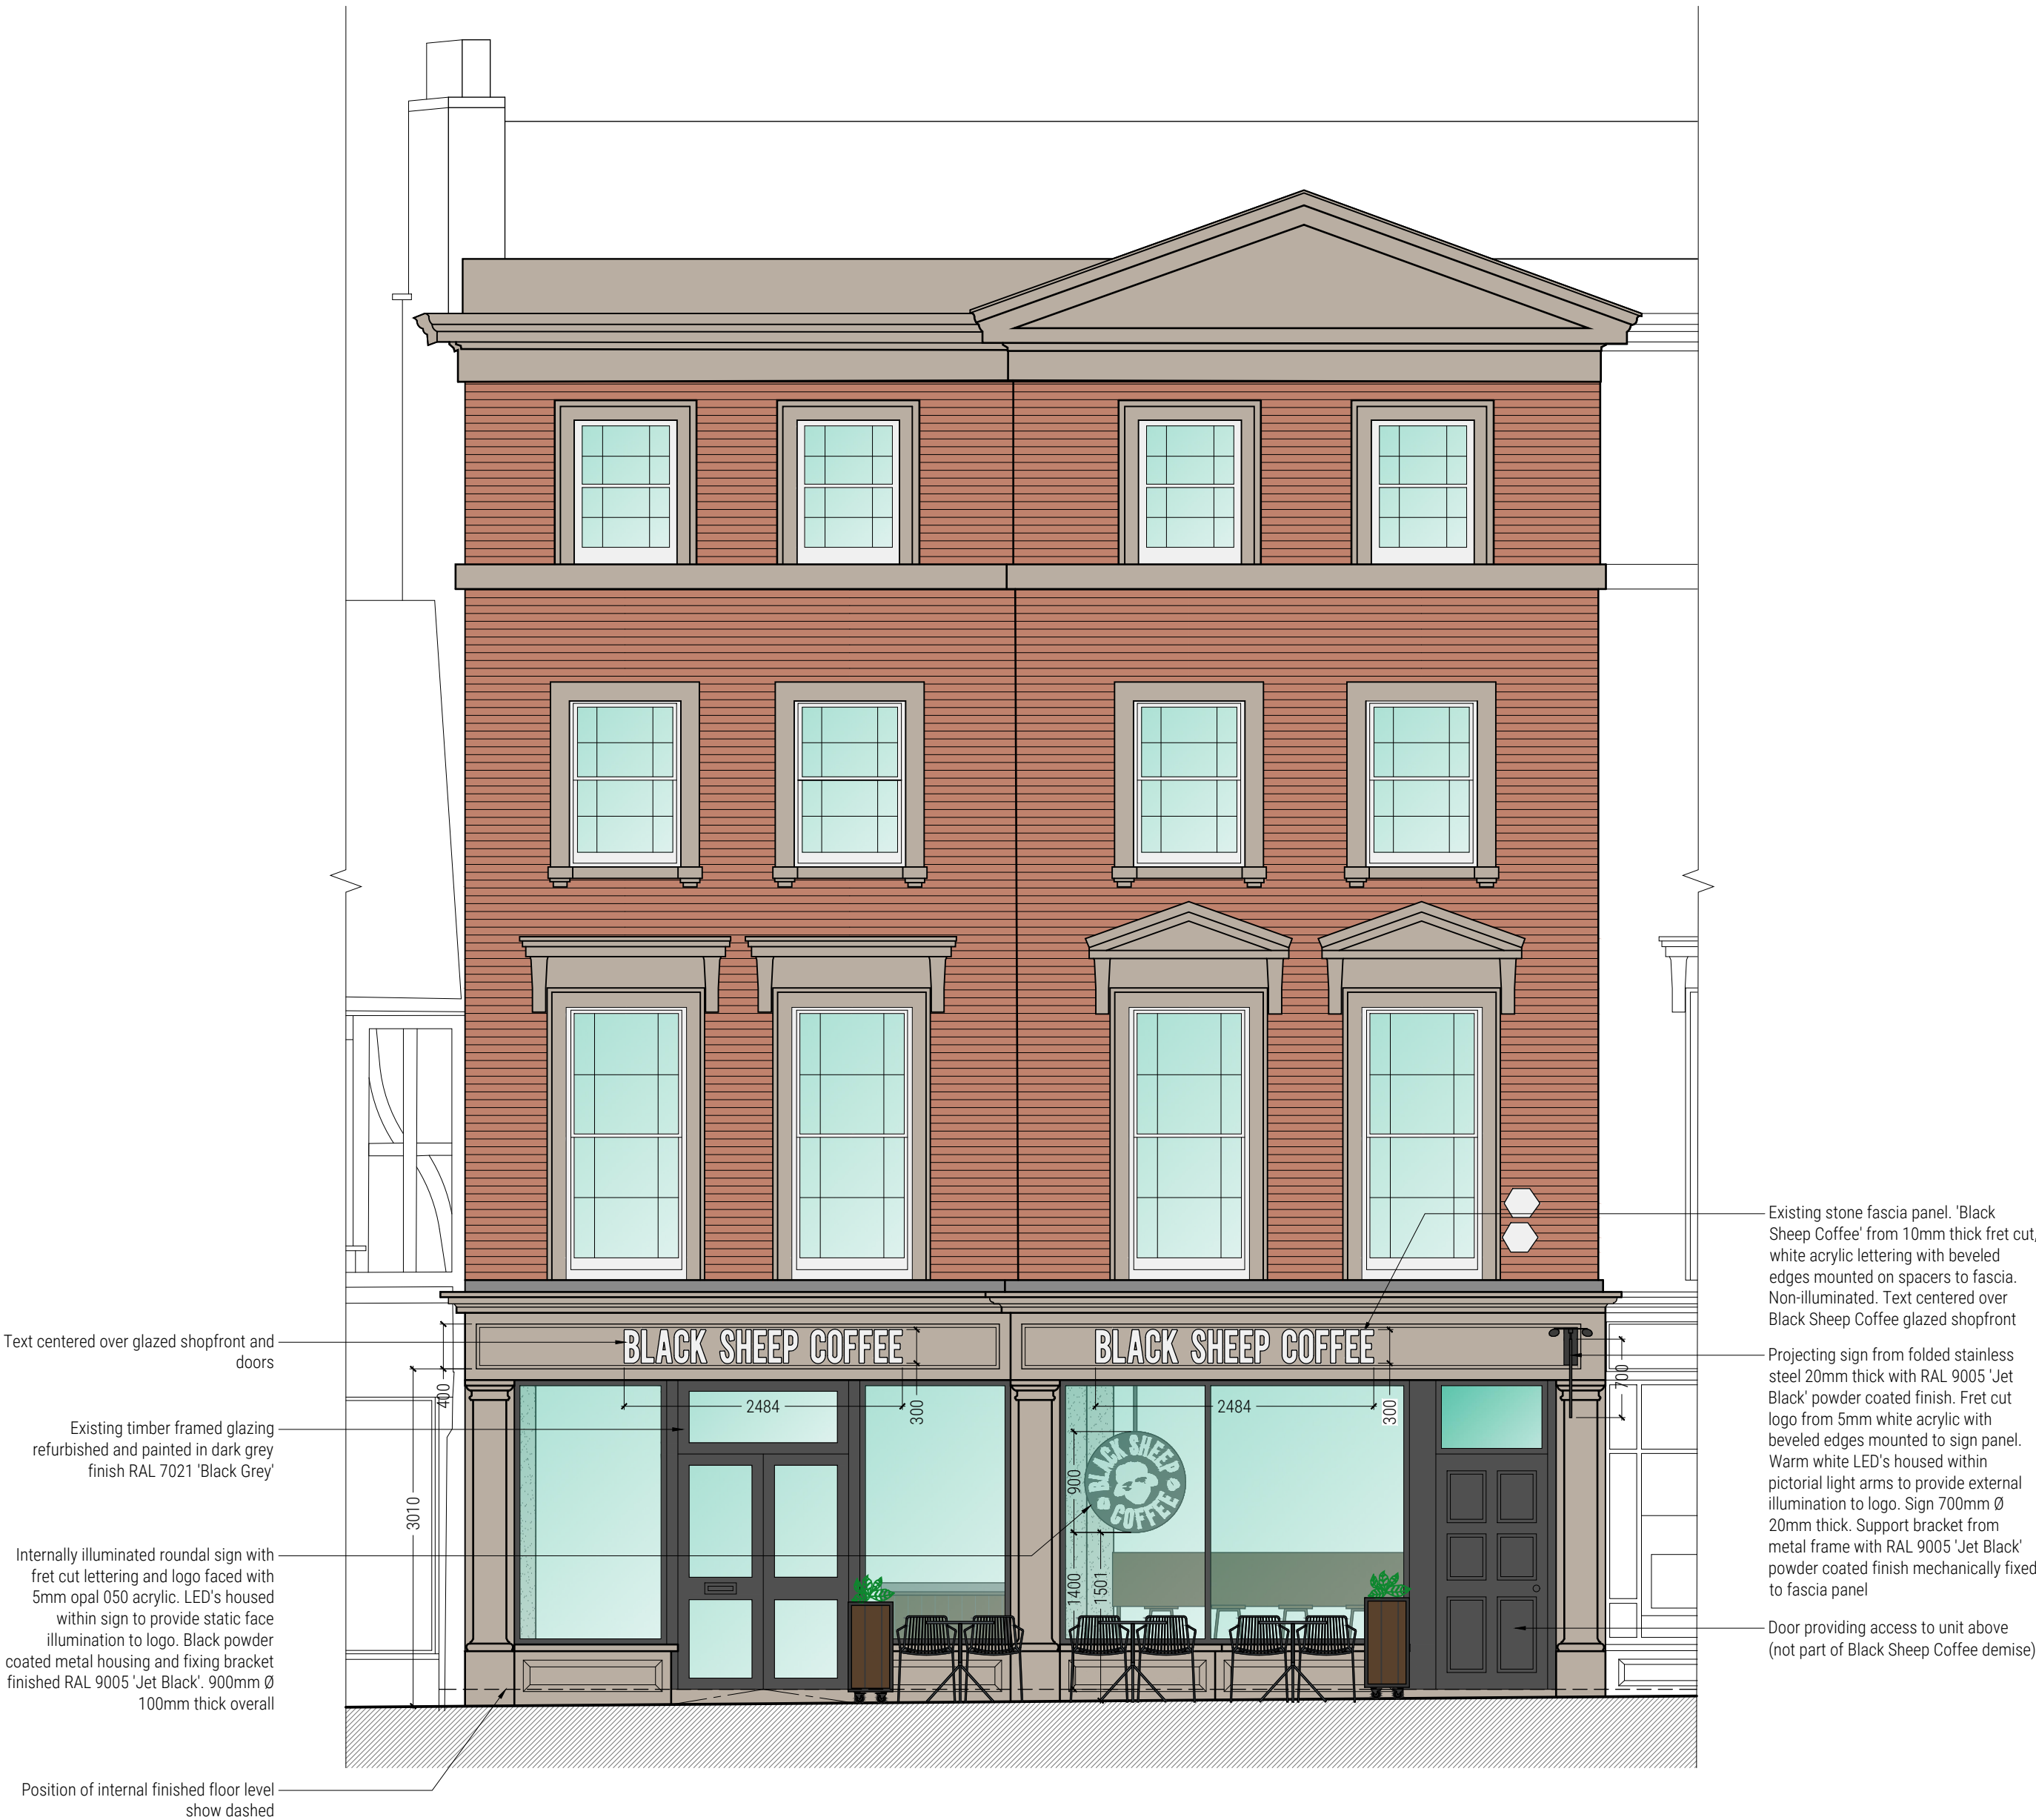 Existing stone fascia panel. 'Black
Sheep Coffee' from 10mm thick fret cut,
white acrylic lettering with beveled
edges mounted on spacers to fascia.
Non-illuminated. Text centered over
Black Sheep Coffee glazed shopfront
Text centered over glazed shopfront and
doors
BLACK SHEEP COFFEE
BLACK SHEEP COFFEE
Projecting sign from folded stainless
steel 20mm thick with RAL 9005 'Jet
Black' powder coated finish. Fret cut
logo from 5mm white acrylic with
beveled edges mounted to sign panel.
Warm white LED's housed within
pictorial light arms to provide external
illumination to logo. Sign 700mm Ø
20mm thick. Support bracket from
metal frame with RAL 9005 'Jet Black'
powder coated finish mechanically fixed
to fascia panel
400
2484
300
2484
300
700
Existing timber framed glazing
refurbished and painted in dark grey
finish RAL 7021 'Black Grey'
3010
900
BLACK SHEEP
COFFEE
1400
1501
Internally illuminated roundal sign with
fret cut lettering and logo faced with
5mm opal 050 acrylic. LED's housed
within sign to provide static face
illumination to logo. Black powder
coated metal housing and fixing bracket
finished RAL 9005 'Jet Black'. 900mm Ø
100mm thick overall
Door providing access to unit above
(not part of Black Sheep Coffee demise)
Position of internal finished floor level
show dashed